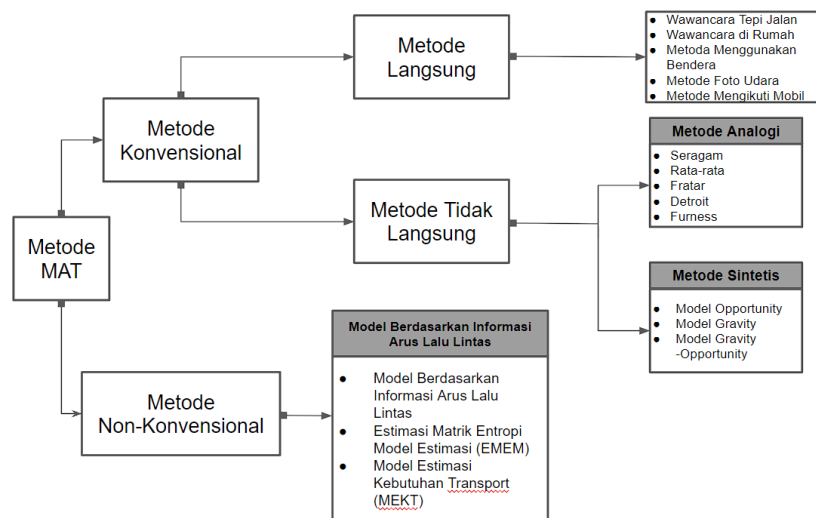 Metode
MAT
Metode
Konvensional
Metode
Langsung
● Wawancara Tepi Jalan
● Wawancara di Rumah
● Metoda Menggunakan
Bendera
● Metode Foto Udara
● Metode Mengikuti Mobil
Metode Tidak
Langsung
Metode Analogi
● Seragam
● Rata-rata
● Fratar
● Detroit
● Furness
Metode Sintetis
● Model Opportunity
● Model Gravity
● Model Gravity
-Opportunity
Metode
Non-Konvensional
Model Berdasarkan Informasi
Arus Lalu Lintas
● Model Berdasarkan
Informasi Arus Lalu
Lintas
● Estimasi Matrik Entropi
Model Estimasi (EMEM)
● Model Estimasi
Kebutuhan Transport
(MEKT)